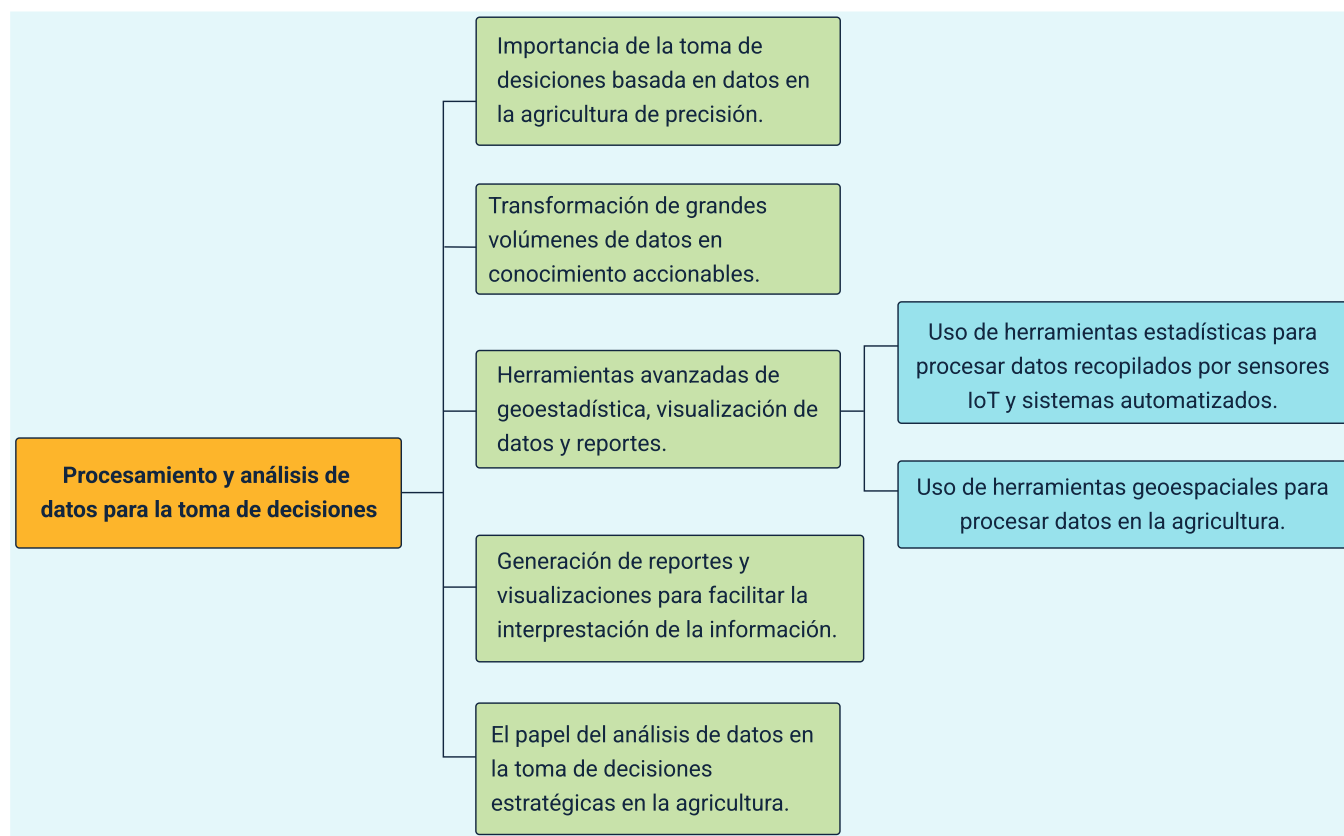 Importancia de la toma de
desiciones basada en datos en
la agricultura de precisión.
Transformación de grandes
volúmenes de datos en
conocimiento accionables.
Herramientas avanzadas de
geoestadística, visualización de
datos y reportes.
Uso de herramientas estadísticas para
procesar datos recopilados por sensores
IoT y sistemas automatizados.
Uso de herramientas geoespaciales para
procesar datos en la agricultura.
Procesamiento y análisis de
datos para la toma de decisiones
Generación de reportes y
visualizaciones para facilitar la
interprestación de la información.
El papel del análisis de datos en
la toma de decisiones
estratégicas en la agricultura.